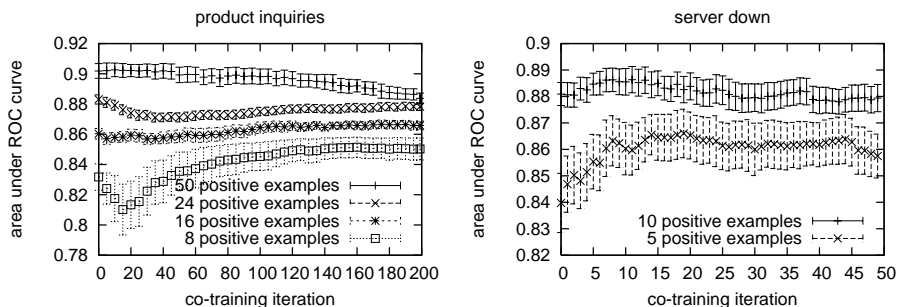 product inquiries
area under ROC curve
0.92
0.9
0.88
0.86
0.84
0.82
0.8
0.78
50 positive examples
24 positive examples
16 positive examples
8 positive examples
0 20 40 60 80 100 120 140 160 180 200
co-training iteration
server down
area under ROC curve
0.9
0.89
0.88
0.87
0.86
0.85
0.84
0.83
0.82
10 positive examples
5 positive examples
0 5 10 15 20 25 30 35 40 45 50
co-training iteration